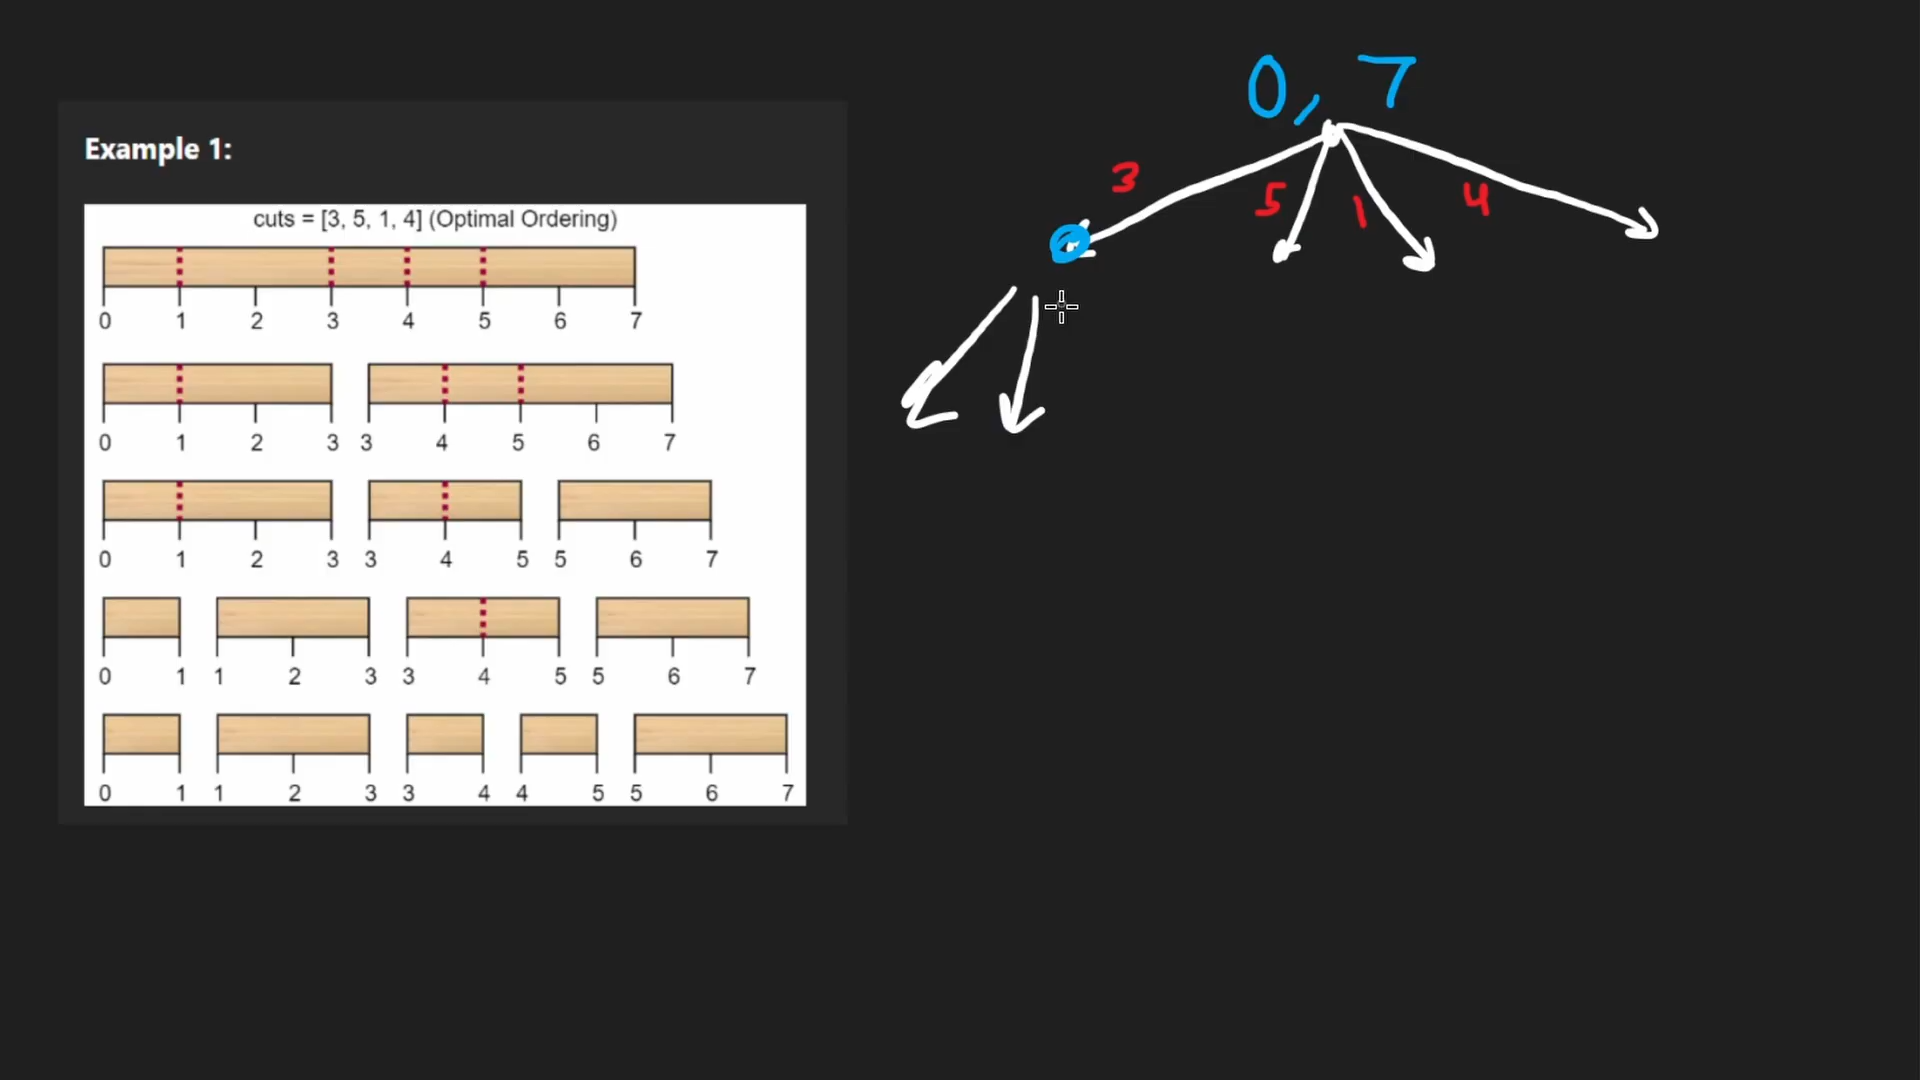 Example 1:
cuts = [3, 5, 1, 4] (Optimal Ordering)
0 1 2 3 4 5 6 7
0 1 2 3 3 4 5 6 7
0 1 2 3 3 4 5 5 6 7
0 1 1 2 3 3 4 5 5 6 7
0 1 1 2 3 3 4 4 5 5 6 7
0, 7
3 5 1 4